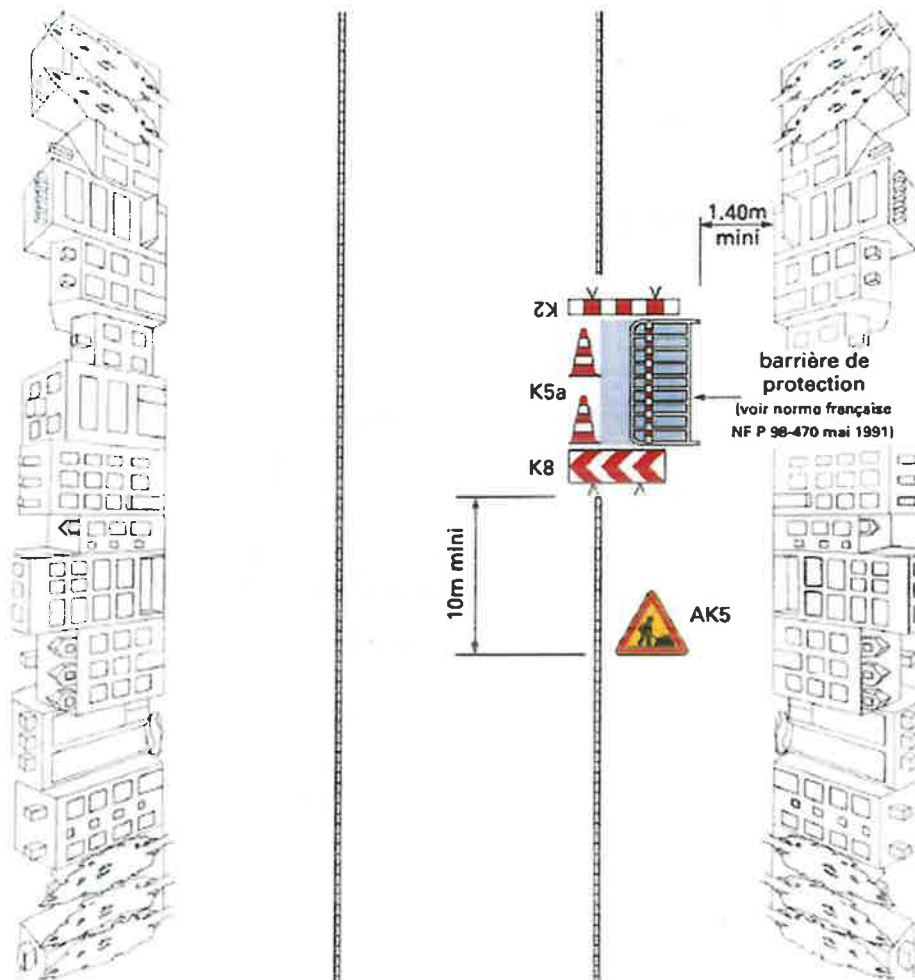 1.40m
mini
K2
K5a
barrière de
protection
(voir norme française
NF P 98-470 mai 1991)
K8
10m mini
AK5